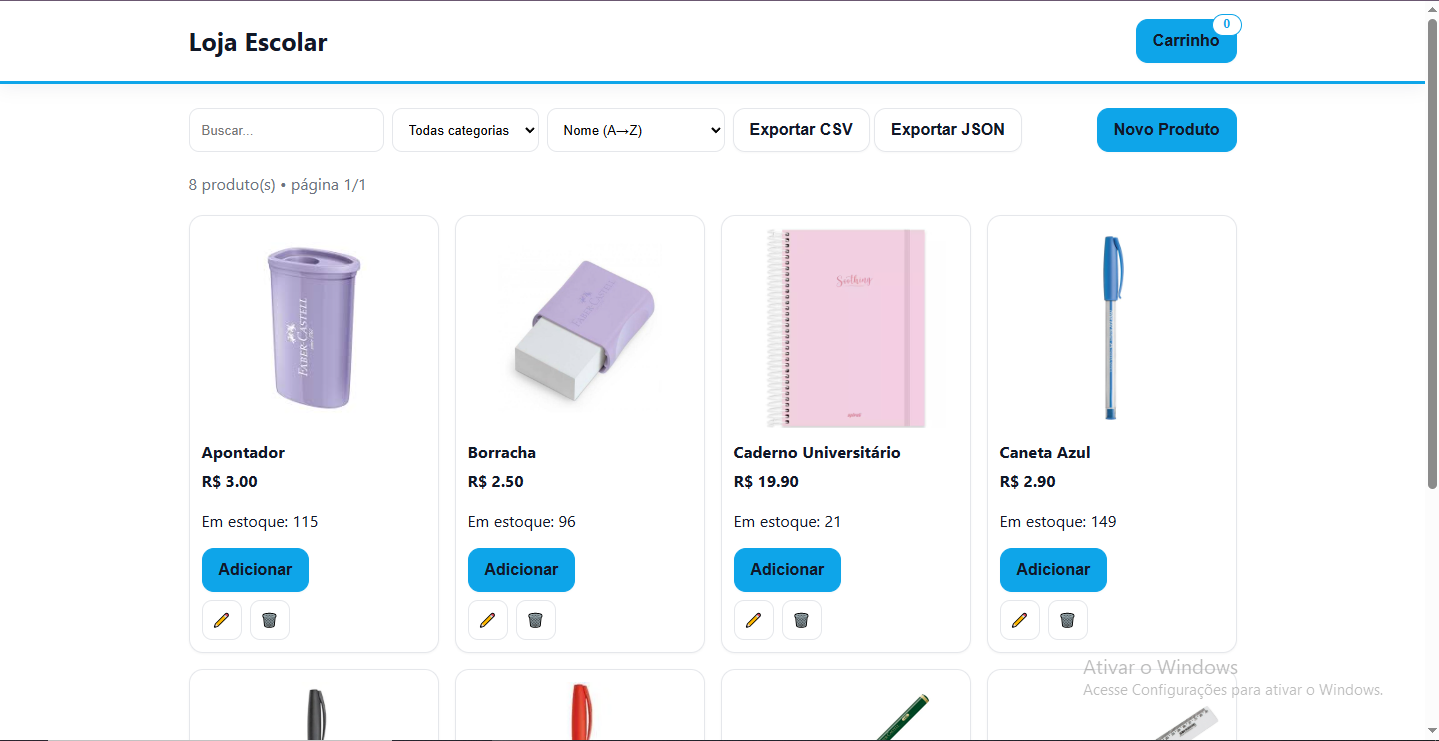 Loja Escolar
0
Carrinho
Buscar...
Todas categorias
Nome (A→Z)
Exportar CSV
Exportar JSON
Novo Produto
8 produto(s) • página 1/1
FABER-CASTELL
FABER-CASTELL
Soothing
Apontador
R$ 3.00
Em estoque: 115
Adicionar
Borracha
R$ 2.50
Em estoque: 96
Adicionar
Caderno Universitário
R$ 19.90
Em estoque: 21
Adicionar
Caneta Azul
R$ 2.90
Em estoque: 149
Adicionar
Ativar o Windows
Acesse Configurações para ativar o Windows.